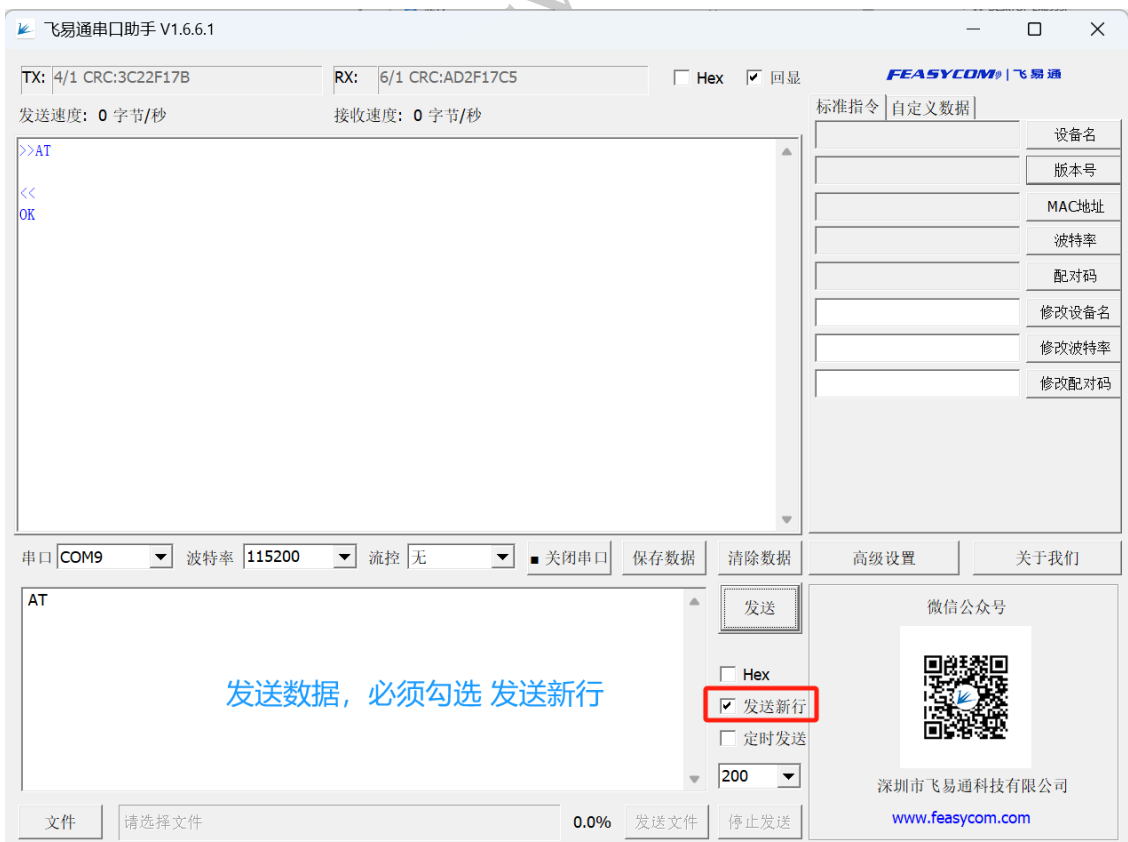 飞易通串口助手 V1.6.6.1
TX: 4/1 CRC:3C22F17B RX: 6/1 CRC:AD2F17C5 Hex 回显
FEASYCOM® | 飞易通
发送速度: 0 字节/秒 接收速度: 0 字节/秒
标准指令 自定义数据
>>AT
<<
OK
设备名
版本号
MAC地址
波特率
配对码
修改设备名
修改波特率
修改配对码
串口 COM9 波特率 115200 流控 无 关闭串口 保存数据 清除数据 高级设置 关于我们
AT
发送数据，必须勾选 发送新行
发送
Hex
发送新行
定时发送
200
微信公众号
深圳市飞易通科技有限公司
www.feasycom.com
文件 请选择文件 0.0% 发送文件 停止发送